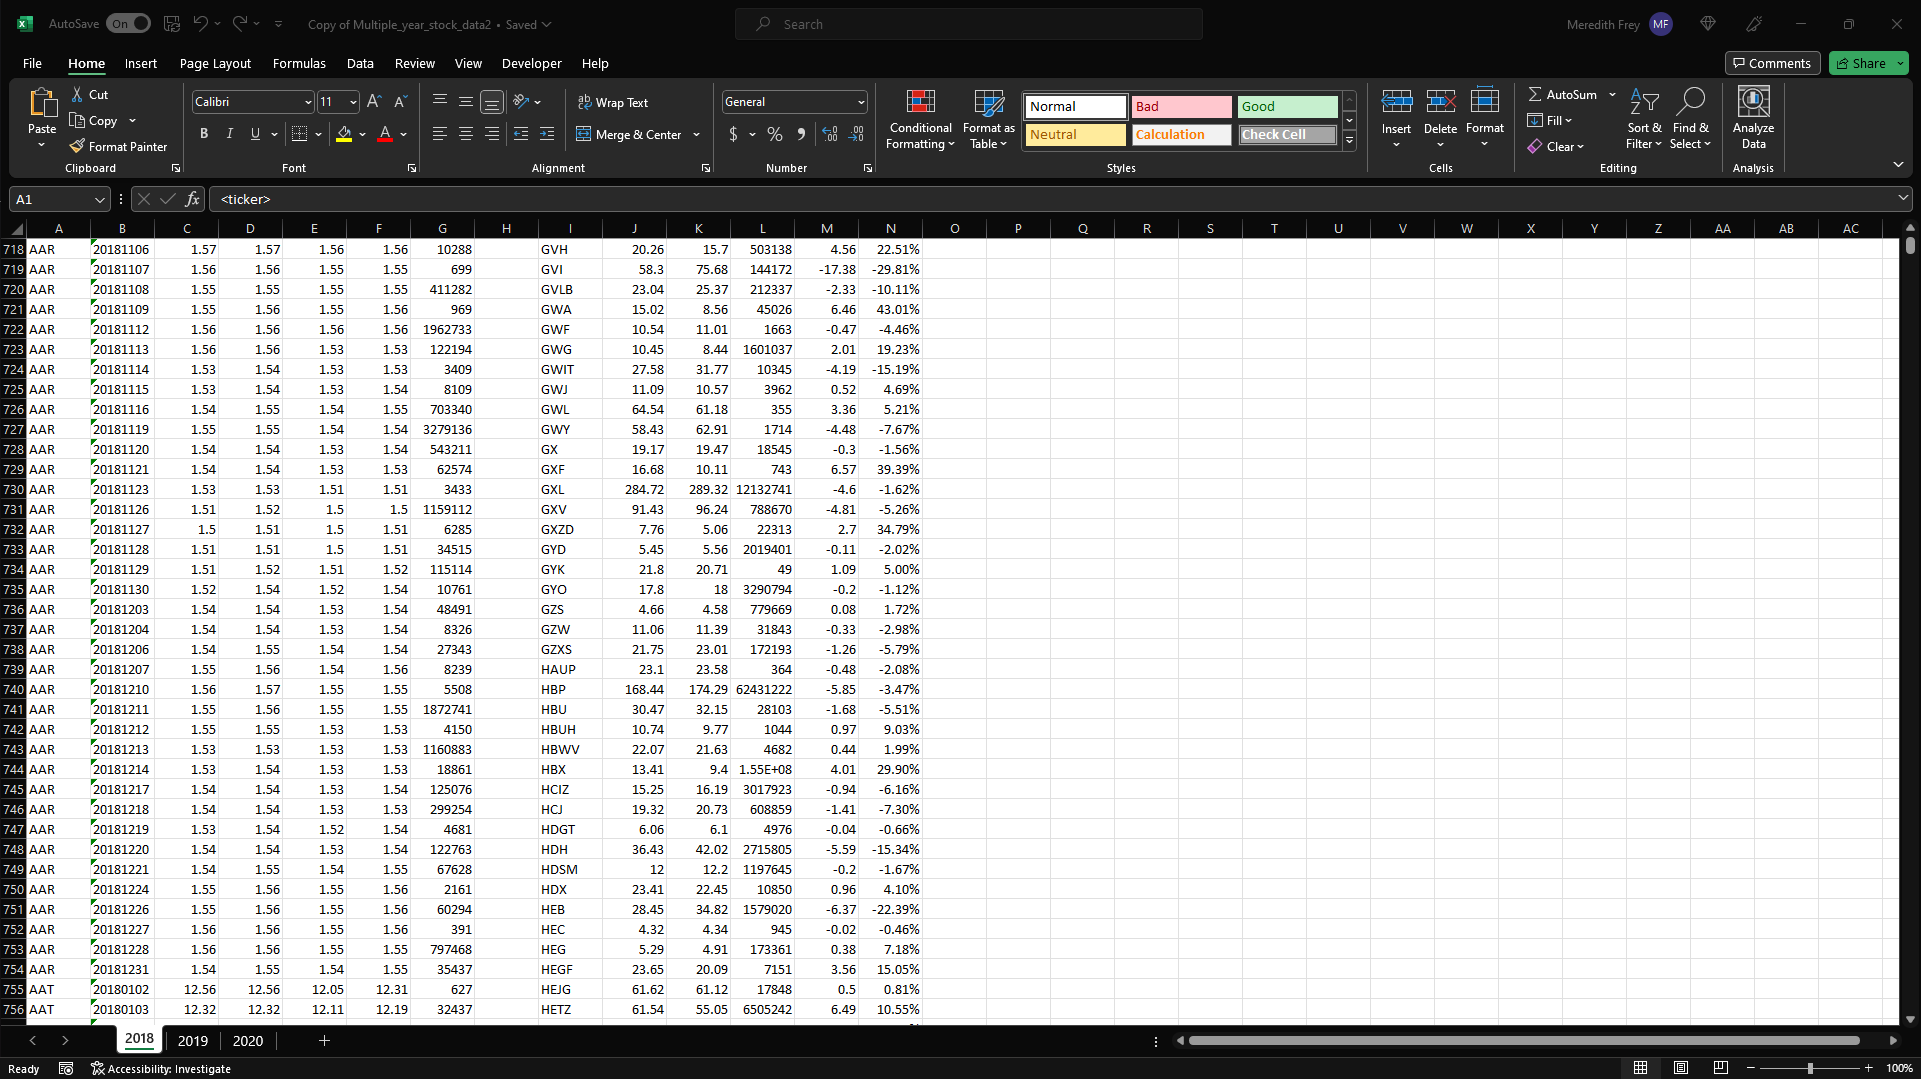 AutoSave On Copy of Multiple_year_stock_data2 • Saved Search Meredith Frey MF
File Home Insert Page Layout Formulas Data Review View Developer Help Comments Share
Paste Cut Copy Format Painter Clipboard
Calibri 11 B I U Font
Wrap Text Merge & Center Alignment
General $ % Number
Conditional Formatting Format as Table Normal Bad Good Neutral Calculation Check Cell Styles
Insert Delete Format Cells
AutoSum Fill Clear Sort & Filter Find & Select Editing
Analyze Data Analysis
A1 fx <ticker>
A B C D E F G H I J K L M N O P Q R S T U V W X Y Z AA AB AC
718 AAR 20181106 1.57 1.57 1.56 1.56 10288 GVH 20.26 15.7 503138 4.56 22.51%
719 AAR 20181107 1.56 1.56 1.55 1.55 699 GVI 58.3 75.68 144172 -17.38 -29.81%
720 AAR 20181108 1.55 1.55 1.55 1.55 411282 GVLB 23.04 25.37 212337 -2.33 -10.11%
721 AAR 20181109 1.55 1.56 1.55 1.56 969 GWA 15.02 8.56 45026 6.46 43.01%
722 AAR 20181112 1.56 1.56 1.56 1.56 1962733 GWF 10.54 11.01 1663 -0.47 -4.46%
723 AAR 20181113 1.56 1.56 1.53 1.53 122194 GWG 10.45 8.44 1601037 2.01 19.23%
724 AAR 20181114 1.53 1.54 1.53 1.53 3409 GWIT 27.58 31.77 10345 -4.19 -15.19%
725 AAR 20181115 1.53 1.54 1.53 1.54 8109 GWJ 11.09 10.57 3962 0.52 4.69%
726 AAR 20181116 1.54 1.55 1.54 1.55 703340 GWL 64.54 61.18 355 3.36 5.21%
727 AAR 20181119 1.55 1.55 1.54 1.54 3279136 GWY 58.43 62.91 1714 -4.48 -7.67%
728 AAR 20181120 1.54 1.54 1.53 1.54 543211 GX 19.17 19.47 18545 -0.3 -1.56%
729 AAR 20181121 1.54 1.54 1.53 1.53 62574 GXF 16.68 10.11 743 6.57 39.39%
730 AAR 20181123 1.53 1.53 1.51 1.51 3433 GXL 284.72 289.32 12132741 -4.6 -1.62%
731 AAR 20181126 1.51 1.52 1.5 1.5 1159112 GXV 91.43 96.24 788670 -4.81 -5.26%
732 AAR 20181127 1.5 1.51 1.5 1.51 6285 GXZD 7.76 5.06 22313 2.7 34.79%
733 AAR 20181128 1.51 1.51 1.5 1.51 34515 GYD 5.45 5.56 2019401 -0.11 -2.02%
734 AAR 20181129 1.51 1.52 1.51 1.52 115114 GYK 21.8 20.71 49 1.09 5.00%
735 AAR 20181130 1.52 1.54 1.52 1.54 10761 GYO 17.8 18 3290794 -0.2 -1.12%
736 AAR 20181203 1.54 1.54 1.53 1.54 48491 GZS 4.66 4.58 779669 0.08 1.72%
737 AAR 20181204 1.54 1.54 1.53 1.54 8326 GZW 11.06 11.39 31843 -0.33 -2.98%
738 AAR 20181206 1.54 1.55 1.54 1.54 27343 GZXS 21.75 23.01 172193 -1.26 -5.79%
739 AAR 20181207 1.55 1.56 1.54 1.56 8239 HAUP 23.1 23.58 364 -0.48 -2.08%
740 AAR 20181210 1.56 1.57 1.55 1.55 5508 HBP 168.44 174.29 62431222 -5.85 -3.47%
741 AAR 20181211 1.55 1.56 1.55 1.55 1872741 HBU 30.47 32.15 28103 -1.68 -5.51%
742 AAR 20181212 1.55 1.55 1.53 1.53 4150 HBUH 10.74 9.77 1044 0.97 9.03%
743 AAR 20181213 1.53 1.53 1.53 1.53 1160883 HBWV 22.07 21.63 4682 0.44 1.99%
744 AAR 20181214 1.53 1.54 1.53 1.53 18861 HBX 13.41 9.4 1.55E+08 4.01 29.90%
745 AAR 20181217 1.54 1.54 1.53 1.54 125076 HCIZ 15.25 16.19 3017923 -0.94 -6.16%
746 AAR 20181218 1.54 1.54 1.53 1.53 299254 HCJ 19.32 20.73 608859 -1.41 -7.30%
747 AAR 20181219 1.53 1.54 1.52 1.54 4681 HDGT 6.06 6.1 4976 -0.04 -0.66%
748 AAR 20181220 1.54 1.54 1.53 1.54 122763 HDH 36.43 42.02 2715805 -5.59 -15.34%
749 AAR 20181221 1.54 1.55 1.54 1.55 67628 HDSM 12 12.2 1197645 -0.2 -1.67%
750 AAR 20181224 1.55 1.56 1.55 1.56 2161 HDX 23.41 22.45 10850 0.96 4.10%
751 AAR 20181226 1.55 1.56 1.55 1.56 60294 HEB 28.45 34.82 1579020 -6.37 -22.39%
752 AAR 20181227 1.56 1.56 1.55 1.56 391 HEC 4.32 4.34 945 -0.02 -0.46%
753 AAR 20181228 1.56 1.56 1.55 1.55 797468 HEG 5.29 4.91 173361 0.38 7.18%
754 AAR 20181231 1.54 1.55 1.54 1.55 35437 HEGF 23.65 20.09 7151 3.56 15.05%
755 AAT 20180102 12.56 12.56 12.05 12.31 627 HEJG 61.62 61.12 17848 0.5 0.81%
756 AAT 20180103 12.32 12.32 12.11 12.19 32437 HETZ 61.54 55.05 6505242 6.49 10.55%
2018 2019 2020
Ready Accessibility: Investigate 100%